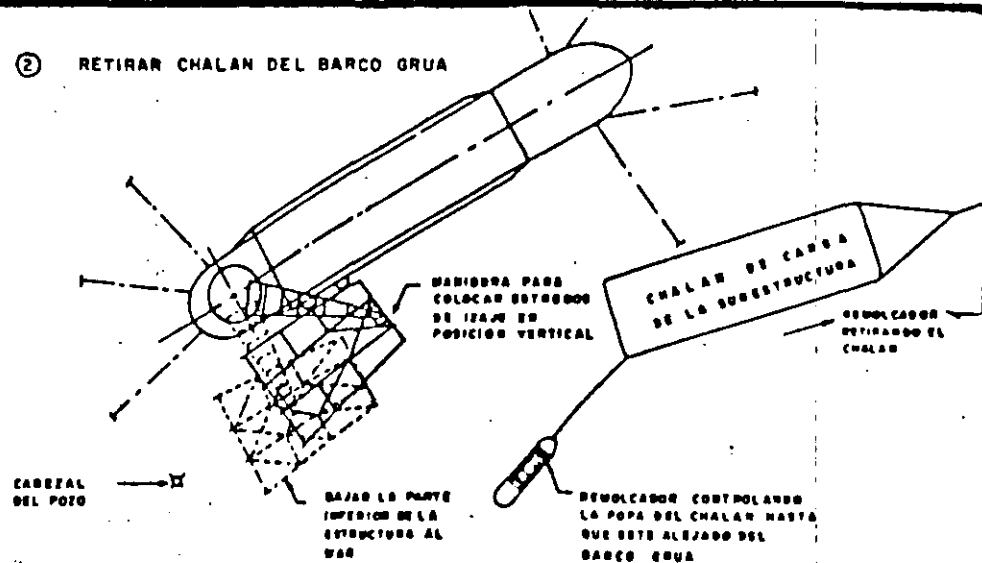 ② RETIRAR CHALAN DEL BARCO GRUA
MANIOBRA PARA
COLOCAR ESTROBOS
DE IZAJE EN
POSICION VERTICAL
CHALAN DE CARGA
DE LA SUBESTRUCTURA
REMOLCADOR
RETIRANDO EL
CHALAN
CABEZAL
DEL POZO
BAJAR LA PARTE
INFERIOR DE LA
ESTRUCTURA AL
MAR
REMOLCADOR CONTROLANDO
LA POPA DEL CHALAN HASTA
QUE ESTE ALEJADO DEL
BARCO GRUA